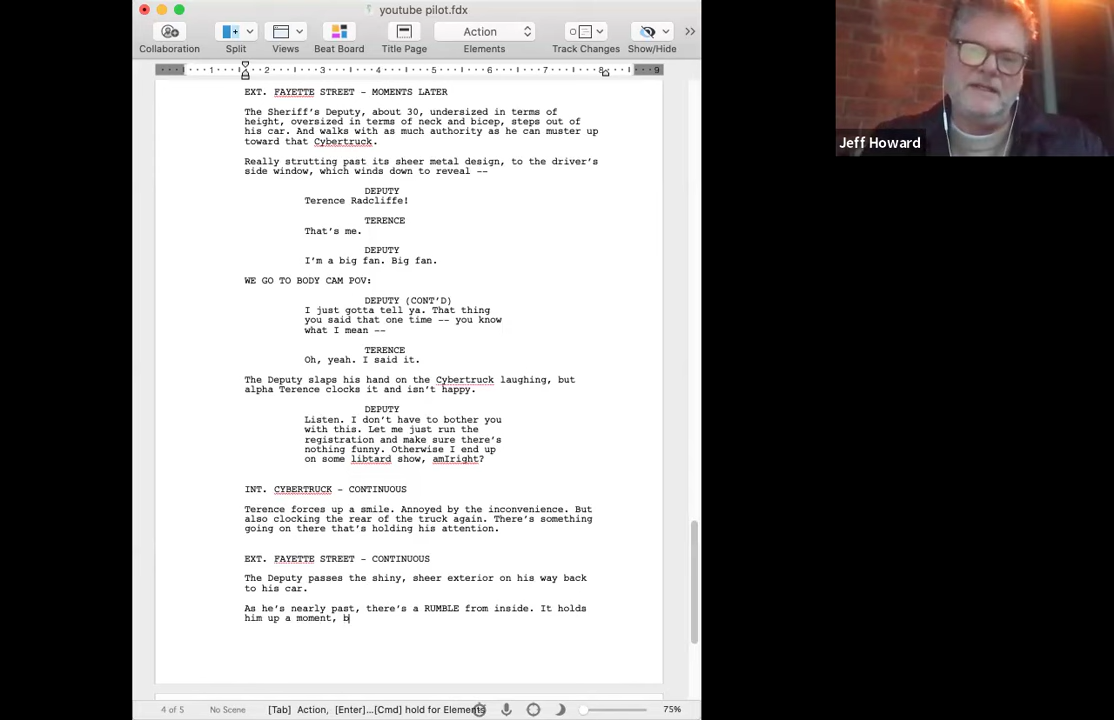 youtube pilot.fdx
Action
Collaboration Split Views Beat Board Title Page Elements Track Changes Show/Hide
1 2 3 4 5 6 7 8 9
EXT. FAYETTE STREET - MOMENTS LATER
The Sheriff's Deputy, about 30, undersized in terms of
height, oversized in terms of neck and bicep, steps out of
his car. And walks with as much authority as he can muster up
toward that Cybertruck.
Really strutting past its sheer metal design, to the driver's
side window, which winds down to reveal --
DEPUTY
Terence Radcliffe!
TERENCE
That's me.
DEPUTY
I'm a big fan. Big fan.
WE GO TO BODY CAM POV:
DEPUTY (CONT'D)
I just gotta tell ya. That thing
you said that one time -- you know
what I mean --
TERENCE
Oh, yeah. I said it.
The Deputy slaps his hand on the Cybertruck laughing, but
alpha Terence clocks it and isn't happy.
DEPUTY
Listen. I don't have to bother you
with this. Let me just run the
registration and make sure there's
nothing funny. Otherwise I end up
on some libtard show, amIright?
INT. CYBERTRUCK - CONTINUOUS
Terence forces up a smile. Annoyed by the inconvenience. But
also clocking the rear of the truck again. There's something
going on there that's holding his attention.
EXT. FAYETTE STREET - CONTINUOUS
The Deputy passes the shiny, sheer exterior on his way back
to his car.
As he's nearly past, there's a RUMBLE from inside. It holds
him up a moment, b
4 of 5 No Scene [Tab] Action, [Enter]...[Cmd] hold for Elements 75%
Jeff Howard